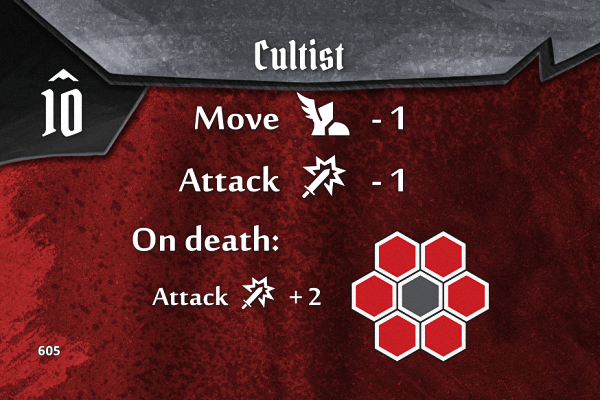 Cultist
10
Move - 1
Attack - 1
On death:
Attack + 2
605